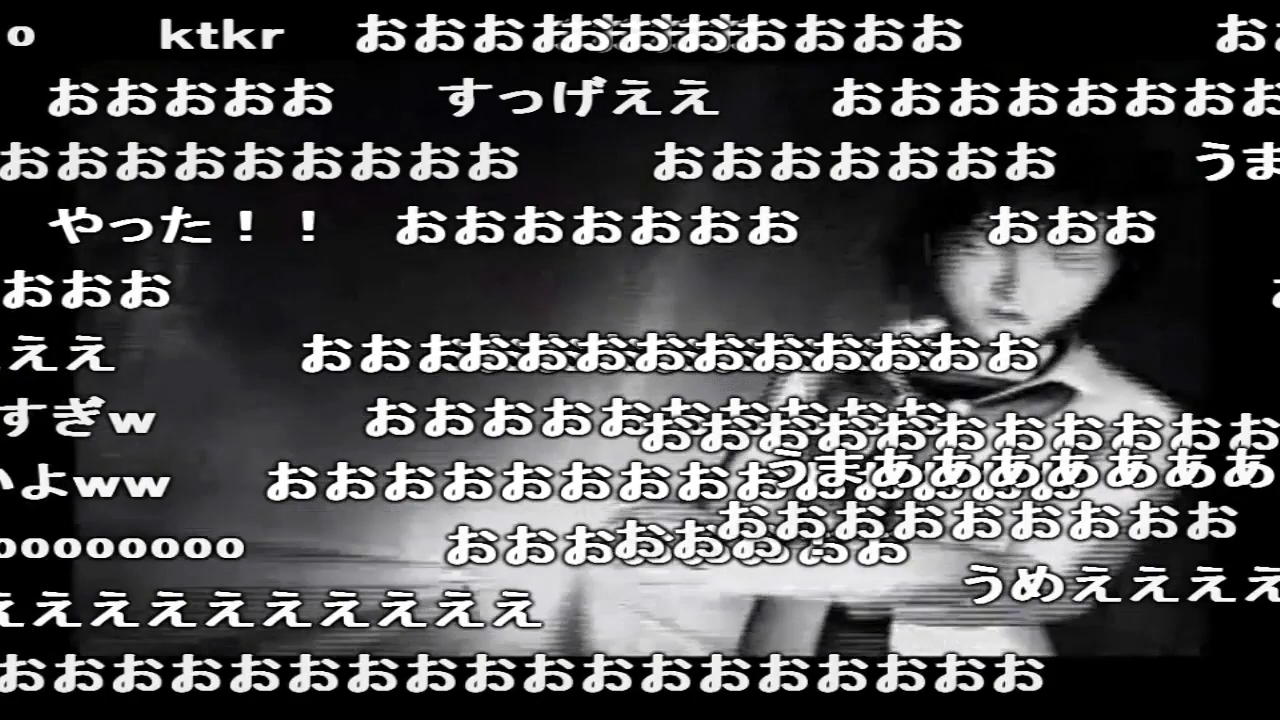 o ktkr おおおおおおおおおお おお
おおおおお すっげええ おおおおおおおお
おおおおおおおおお おおおおおおお うま
やった！！ おおおおおおお おおお
おおお
ええ おおおおおおおおおおおおお
すぎw おおおおおおおおおお
おおおおおおおおおおお
うまあああああああ
いよww おおおおおおおおおおおおおお
おおおおおおおおお
ooooooooo おおおおおおおお
うめええええ
ええええええええええ
おおおおおおおおおおおおおおおおおお